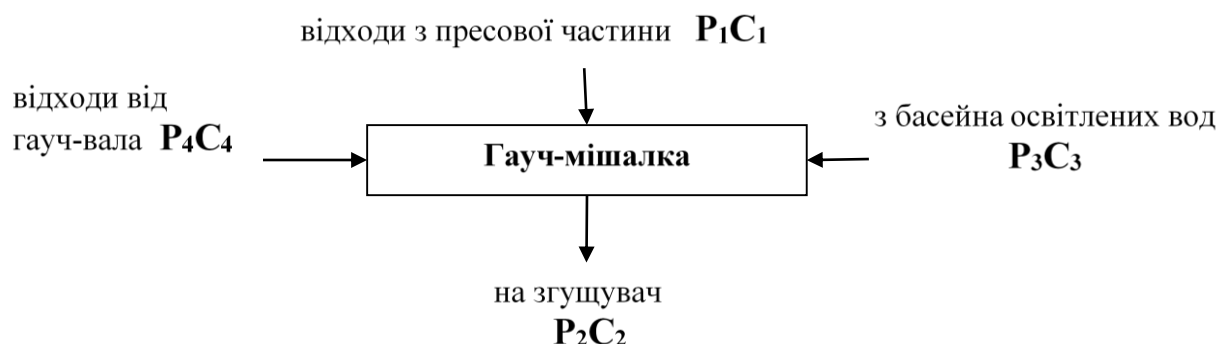 відходи з пресової частини P₁C₁
відходи від
гауч-вала P₄C₄
з басейна освітлених вод
P₃C₃
Гауч-мішалка
на згущувач
P₂C₂